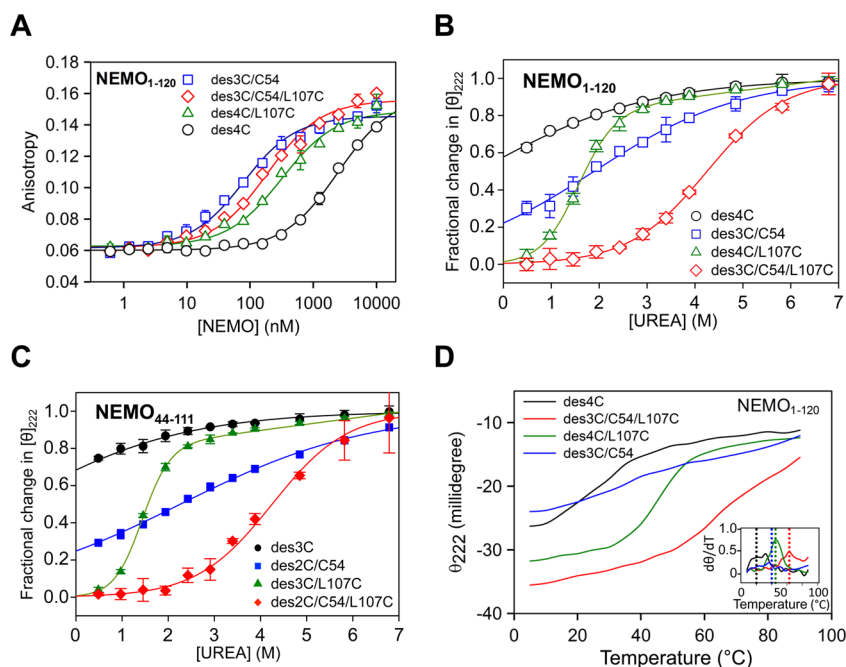 A
NEMO1-120
des3C/C54
des3C/C54/L107C
des4C/L107C
des4C
0.18
0.16
0.14
0.12
0.10
0.08
0.06
0.04
Anisotropy
1 10 100 1000 10000
[NEMO] (nM)
B
NEMO1-120
1.0
0.8
0.6
0.4
0.2
0.0
Fractional change in [θ]222
des4C
des3C/C54
des4C/L107C
des3C/C54/L107C
0 1 2 3 4 5 6 7
[UREA] (M)
C
NEMO44-111
1.0
0.8
0.6
0.4
0.2
0.0
Fractional change in [θ]222
des3C
des2C/C54
des3C/L107C
des2C/C54/L107C
0 1 2 3 4 5 6 7
[UREA] (M)
D
des4C
des3C/C54/L107C
des4C/L107C
des3C/C54
NEMO1-120
-10
-20
-30
-40
θ222 (millidegree)
1.0
0.5
0
dθ/dT
0 50 100
Temperature (°C)
0 20 40 60 80 100
Temperature (°C)